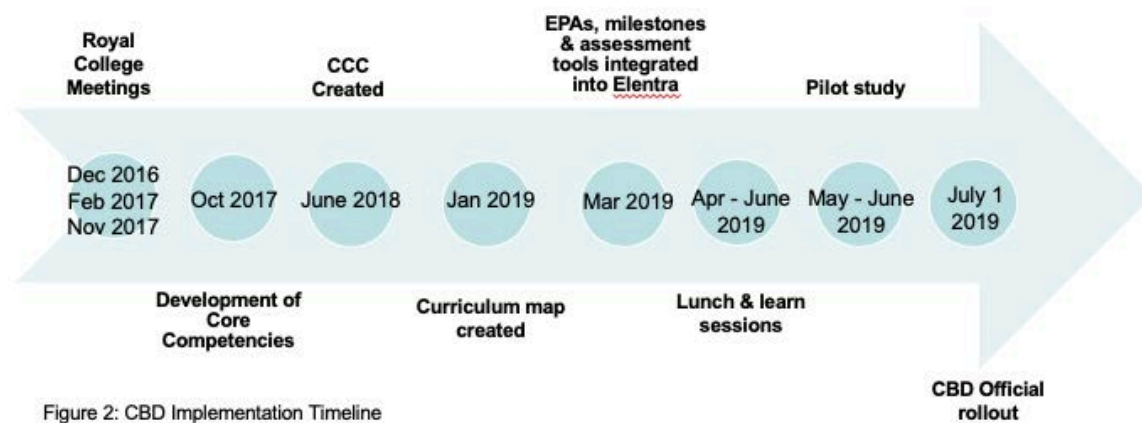 Royal
College
Meetings
CCC
Created
EPAs, milestones
& assessment
tools integrated
into Elentra
Pilot study
Dec 2016
Feb 2017
Nov 2017
Oct 2017
June 2018
Jan 2019
Mar 2019
Apr - June
2019
May - June
2019
July 1
2019
Development of
Core
Competencies
Curriculum map
created
Lunch & learn
sessions
CBD Official
rollout
Figure 2: CBD Implementation Timeline